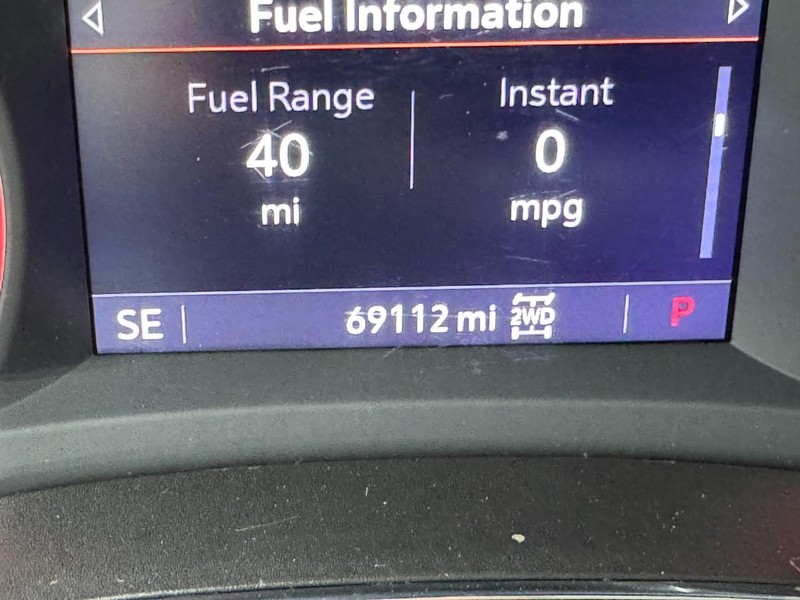 Fuel Information
Fuel Range
Instant
40
0
mi
mpg
SE
69112 mi
2WD
P